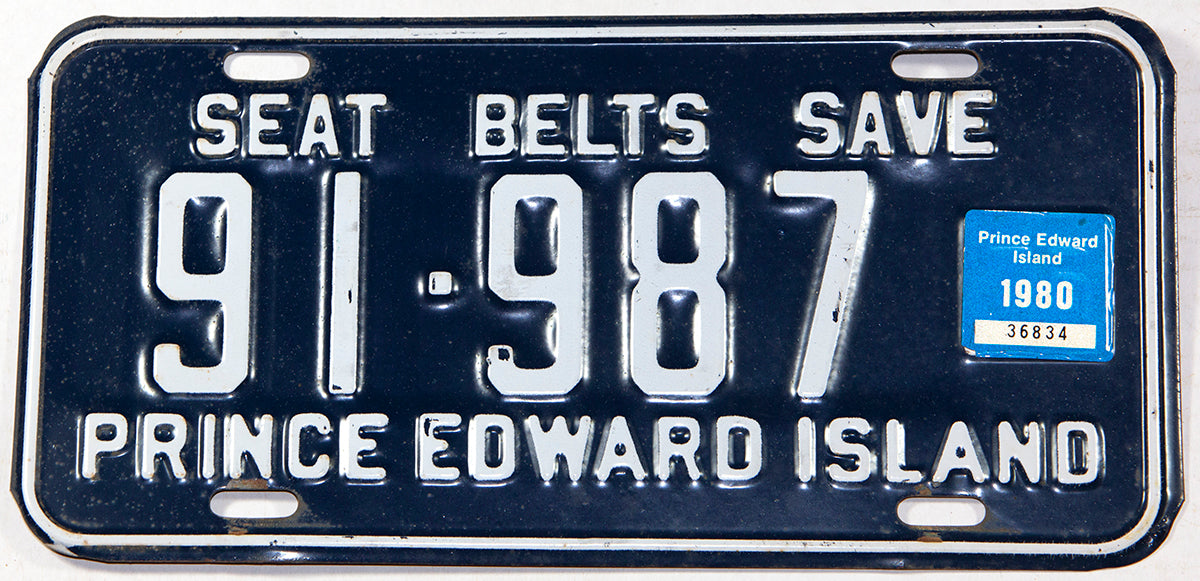 SEAT BELTS SAVE
91·987
Prince Edward
Island
1980
36834
PRINCE EDWARD ISLAND